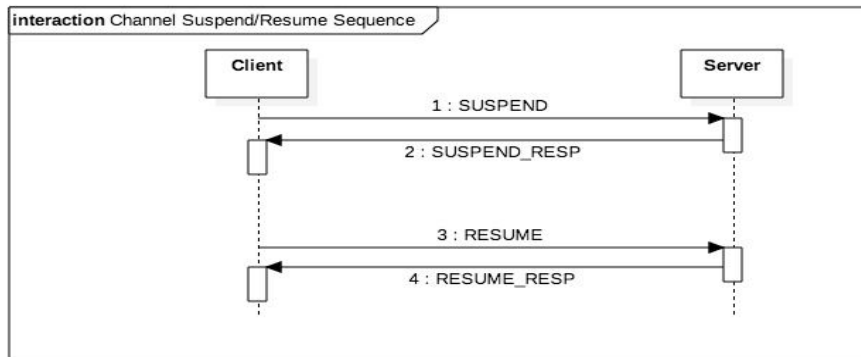 interaction Channel Suspend/Resume Sequence
Client
Server
1 : SUSPEND
2 : SUSPEND_RESP
3 : RESUME
4 : RESUME_RESP